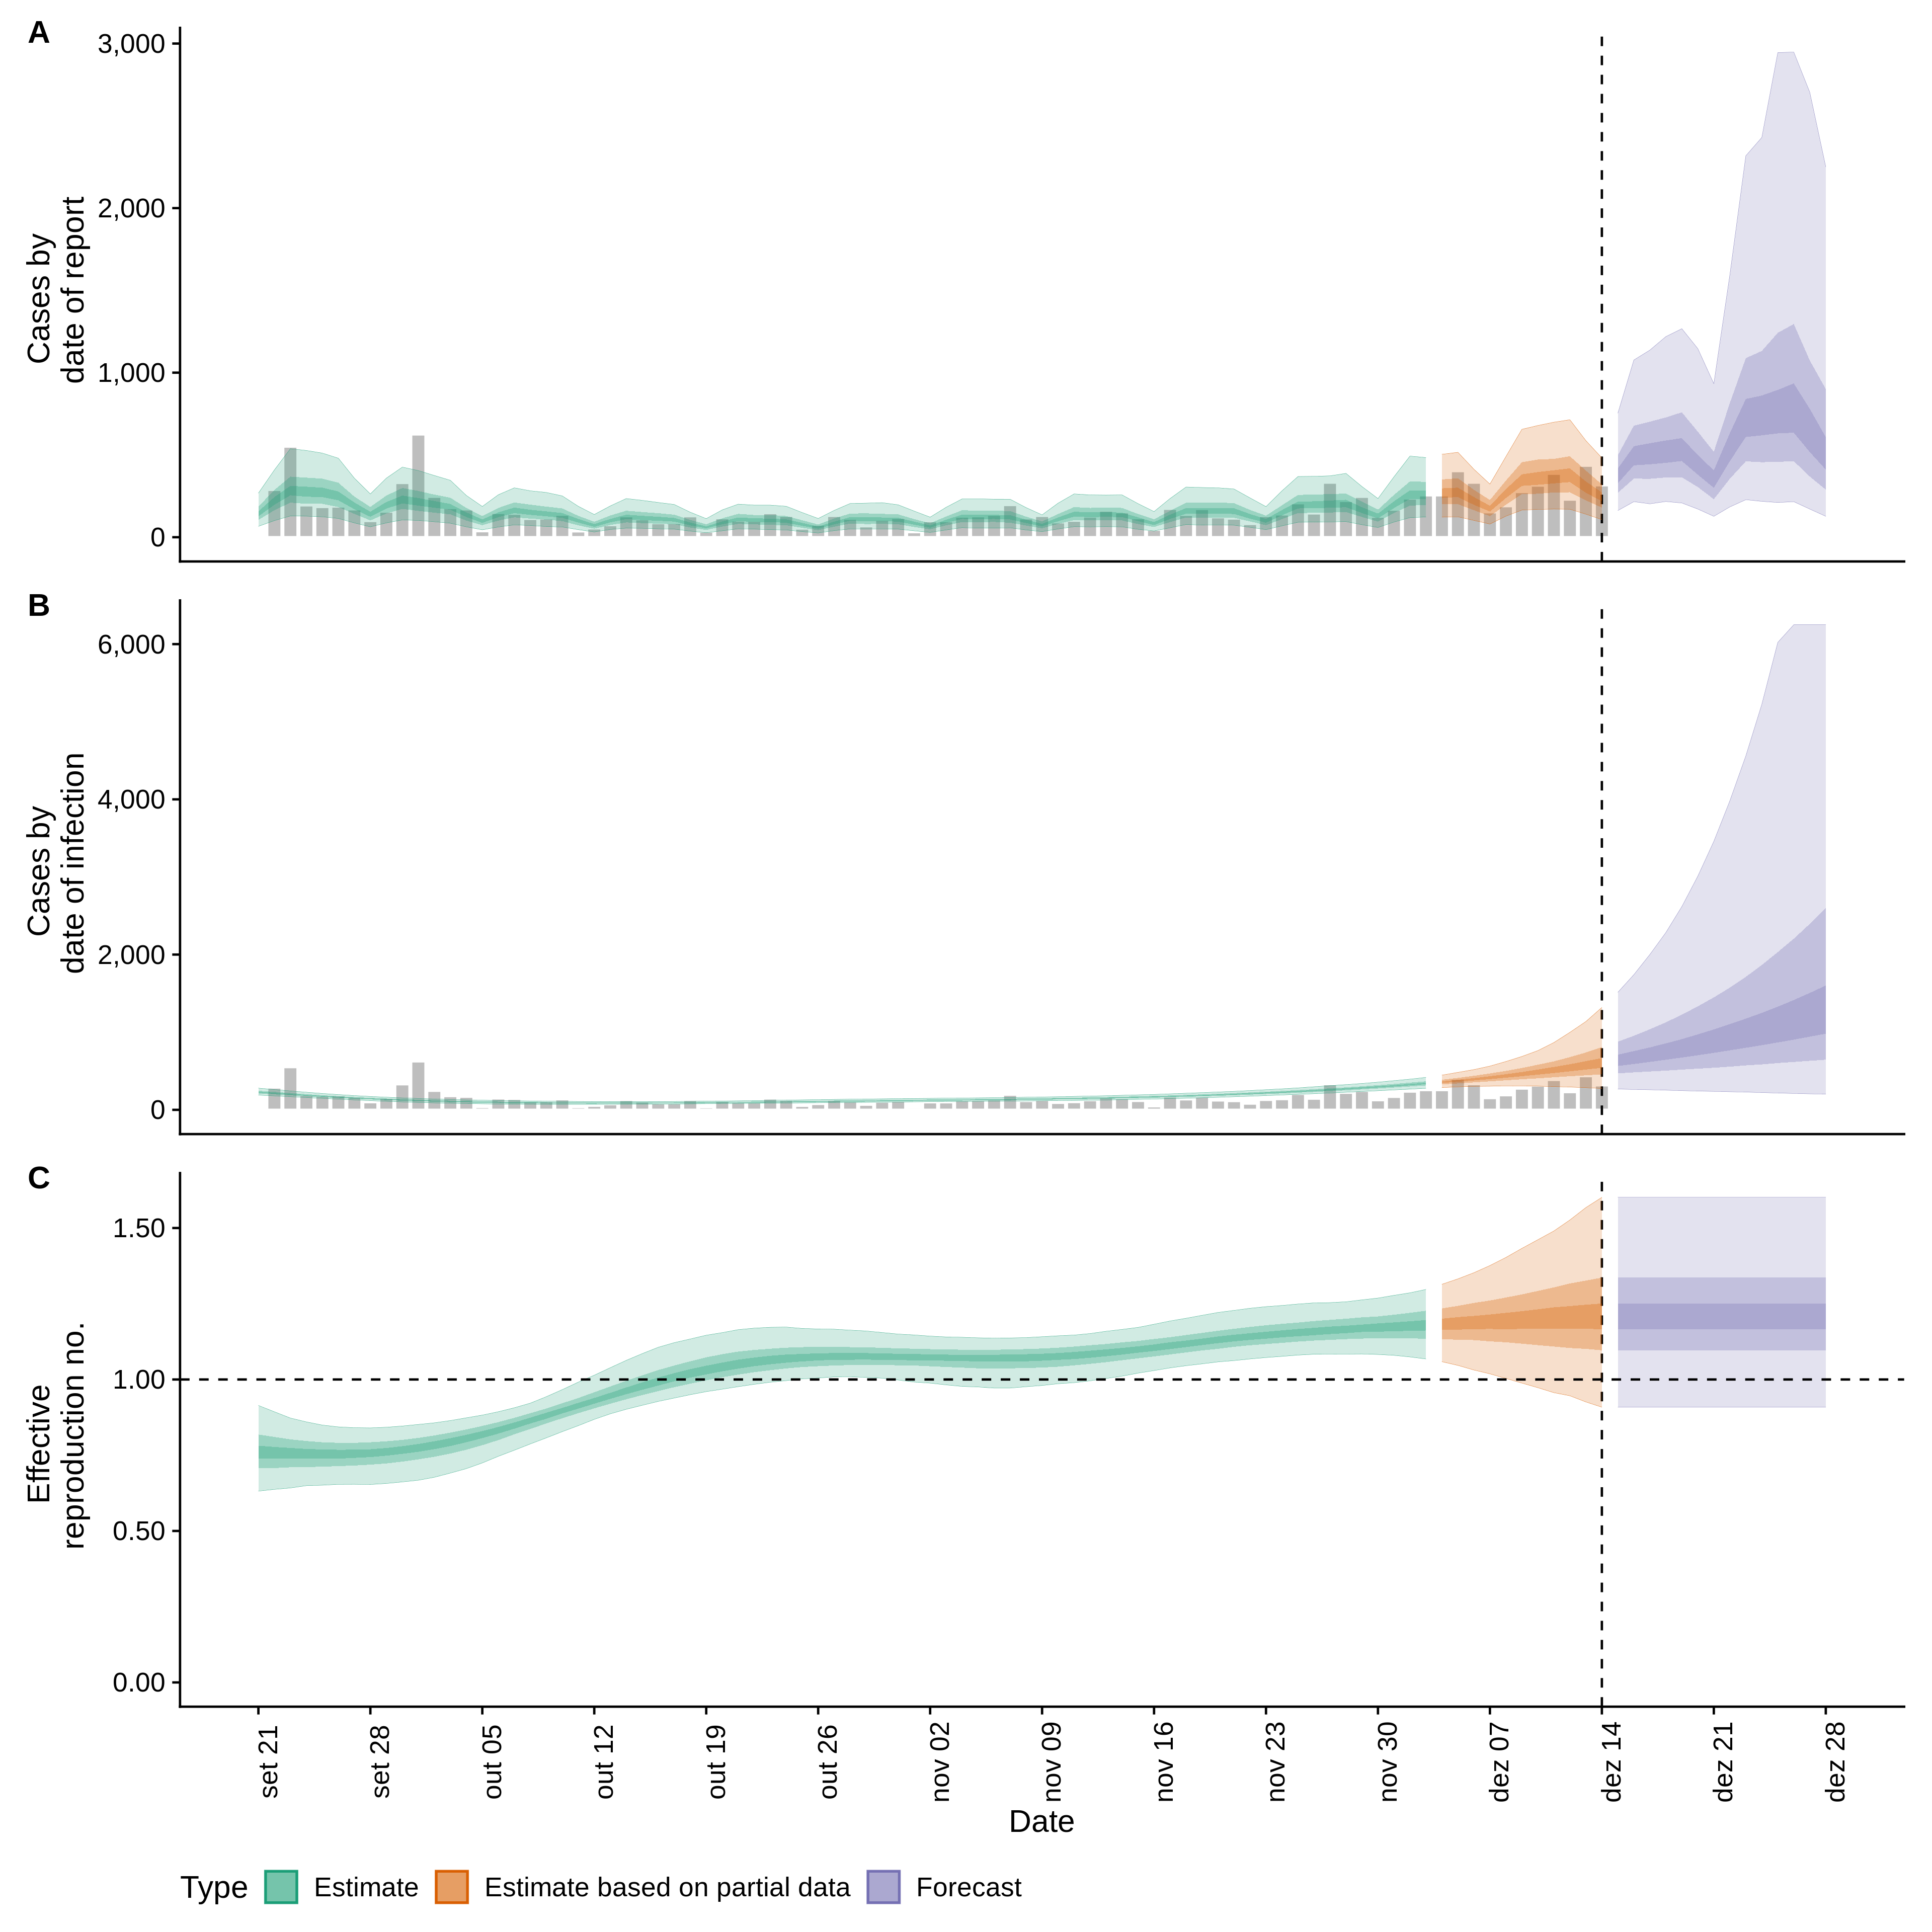 A
3,000
2,000
1,000
0
Cases by
date of report
B
6,000
4,000
2,000
0
Cases by
date of infection
C
1.50
1.00
0.50
0.00
Effective
reproduction no.
set 21
set 28
out 05
out 12
out 19
out 26
nov 02
nov 09
nov 16
nov 23
nov 30
dez 07
dez 14
dez 21
dez 28
Date
Type Estimate Estimate based on partial data Forecast